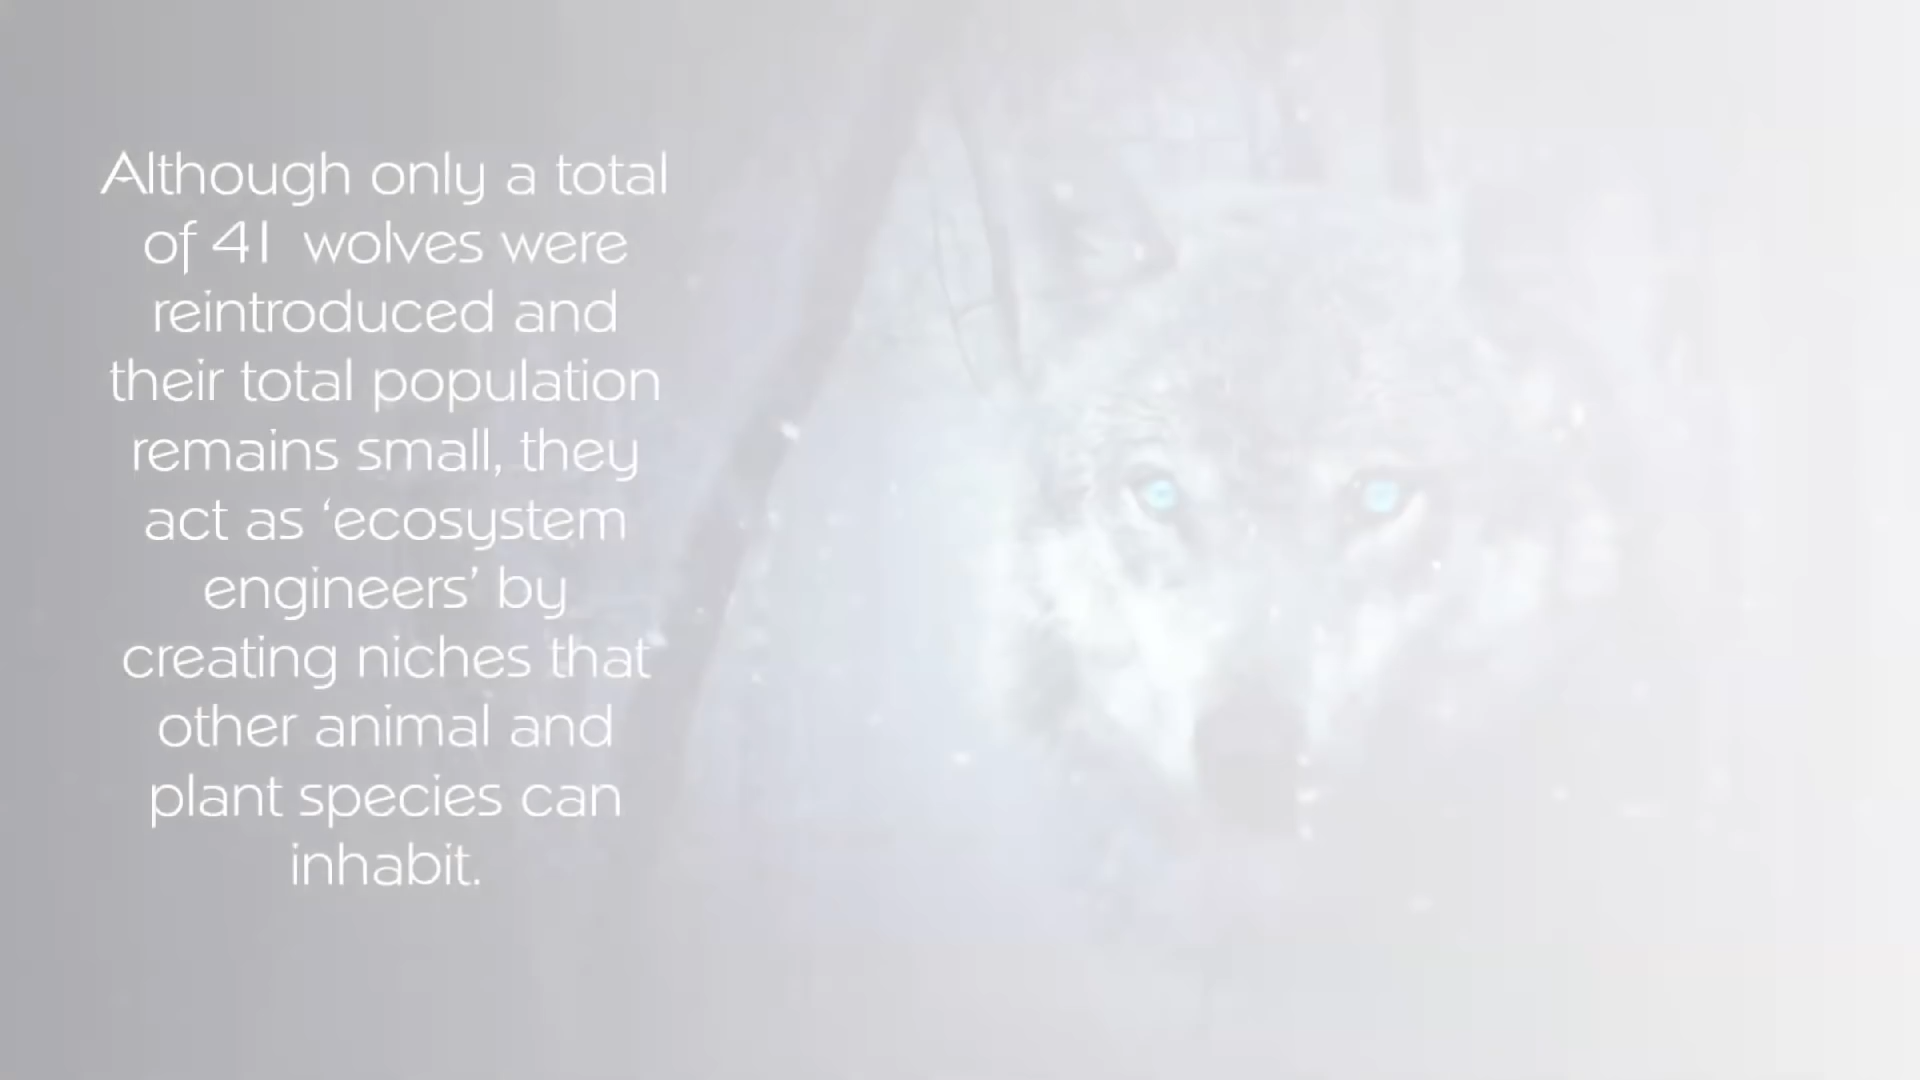 Although only a total
of 41 wolves were
reintroduced and
their total population
remains small, they
act as ‘ecosystem
engineers’ by
creating niches that
other animal and
plant species can
inhabit.